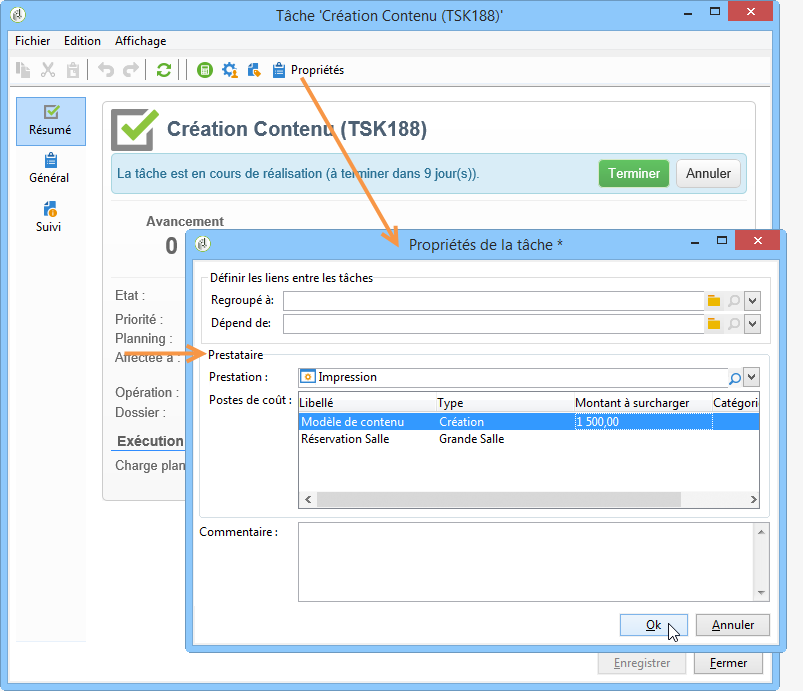 Tâche 'Création Contenu (TSK188)'
Fichier Edition Affichage
Propriétés
Résumé
Général
Suivi
Création Contenu (TSK188)
La tâche est en cours de réalisation (à terminer dans 9 jour(s)).
Terminer Annuler
Avancement
0
Etat :
Priorité :
Planning :
Affectée à :
Opération :
Dossier :
Exécution
Charge plan
Propriétés de la tâche *
Définir les liens entre les tâches
Regroupé à:
Dépend de:
Prestataire
Prestation : Impression
Postes de coût :
Libellé Type Montant à surcharger Catégori
Modèle de contenu Création 1 500,00
Réservation Salle Grande Salle
Commentaire :
Ok Annuler
Enregistrer Fermer